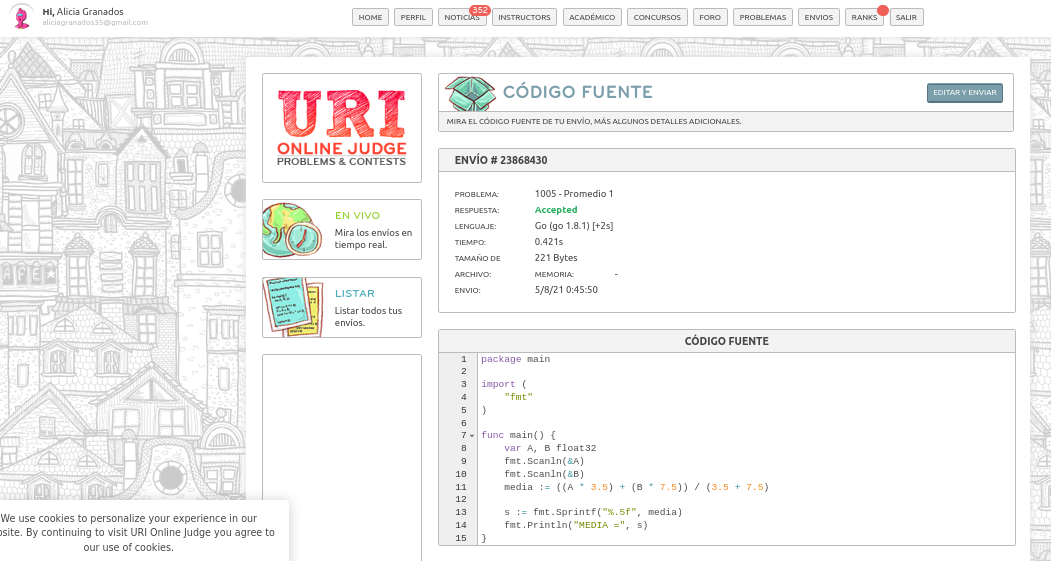 Hi, Alicia Granados
aliciagranados35@gmail.com
HOME PERFIL NOTICIAS 352 INSTRUCTORS ACADÉMICO CONCURSOS FORO PROBLEMAS ENVIOS RANKS SALIR
URI
ONLINE JUDGE
PROBLEMS & CONTESTS
EN VIVO
Mira los envíos en
tiempo real.
LISTAR
Listar todos tus
envíos.
CÓDIGO FUENTE
EDITAR Y ENVIAR
MIRA EL CÓDIGO FUENTE DE TU ENVÍO, MÁS ALGUNOS DETALLES ADICIONALES.
ENVÍO # 23868430
PROBLEMA: 1005 - Promedio 1
RESPUESTA: Accepted
LENGUAJE: Go (go 1.8.1) [+2s]
TIEMPO: 0.421s
TAMAÑO DE 221 Bytes
ARCHIVO: MEMORIA: -
ENVIO: 5/8/21 0:45:50
CÓDIGO FUENTE
1 package main
2
3 import (
4 "fmt"
5 )
6
7 func main() {
8 var A, B float32
9 fmt.Scanln(&A)
10 fmt.Scanln(&B)
11 media := ((A * 3.5) + (B * 7.5)) / (3.5 + 7.5)
12
13 s := fmt.Sprintf("%.5f", media)
14 fmt.Println("MEDIA =", s)
15 }
We use cookies to personalize your experience in our
site. By continuing to visit URI Online Judge you agree to
our use of cookies.